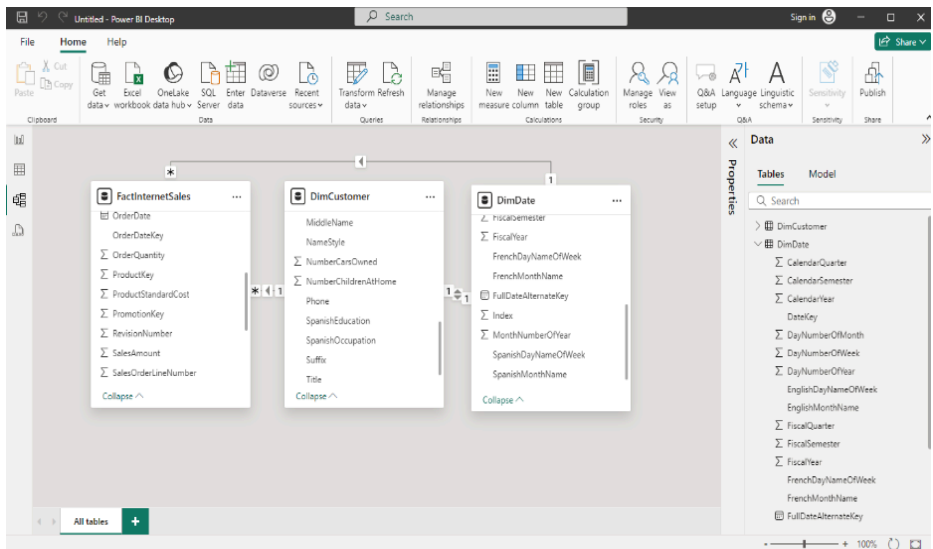 Untitled - Power BI Desktop
Search
Sign in
File Home Help
Share
Paste
Cut
Copy
Clipboard
Get data
Excel workbook
OneLake data hub
SQL Server
Enter data
Dataverse
Recent sources
Data
Transform data
Refresh
Queries
Manage relationships
Relationships
New measure
New column
New table
Calculation group
Calculations
Manage roles
View as
Security
Q&A setup
Language
Linguistic schema
Q&A
Sensitivity
Sensitivity
Publish
Share
*
1
FactInternetSales
OrderDate
OrderDateKey
OrderQuantity
ProductKey
ProductStandardCost
PromotionKey
RevisionNumber
SalesAmount
SalesOrderLineNumber
Collapse
* 1
DimCustomer
MiddleName
NameStyle
NumberCarsOwned
NumberChildrenAtHome
Phone
SpanishEducation
SpanishOccupation
Suffix
Title
Collapse
1 1
DimDate
FiscalSemester
FiscalYear
FrenchDayNameOfWeek
FrenchMonthName
FullDateAlternateKey
Index
MonthNumberOfYear
SpanishDayNameOfWeek
SpanishMonthName
Collapse
Properties
Data
Tables Model
Search
DimCustomer
DimDate
CalendarQuarter
CalendarSemester
CalendarYear
DateKey
DayNumberOfMonth
DayNumberOfWeek
DayNumberOfYear
EnglishDayNameOfWeek
EnglishMonthName
FiscalQuarter
FiscalSemester
FiscalYear
FrenchDayNameOfWeek
FrenchMonthName
FullDateAlternateKey
All tables
+
- + 100%